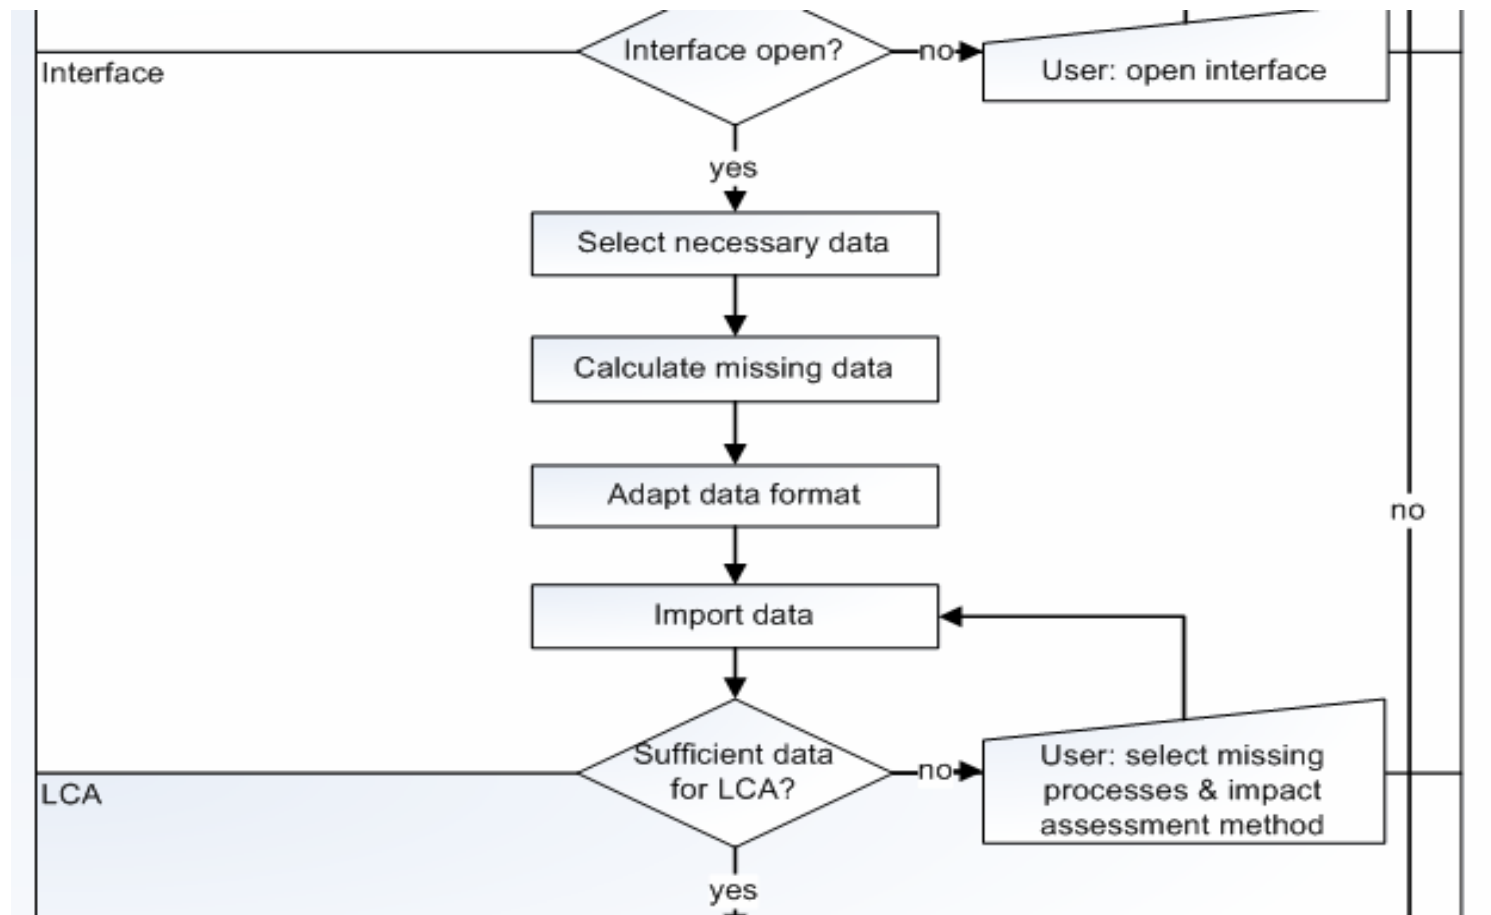 Interface open?
no
User: open interface
Interface
yes
Select necessary data
Calculate missing data
Adapt data format
no
Import data
Sufficient data
for LCA?
no
User: select missing
processes & impact
assessment method
LCA
yes